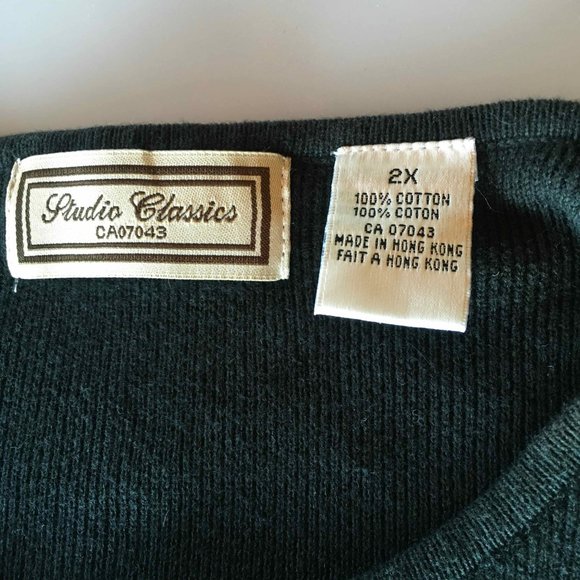 Studio Classics
CA07043
2X
100% COTTON
100% COTON
CA 07043
MADE IN HONG KONG
FAIT A HONG KONG